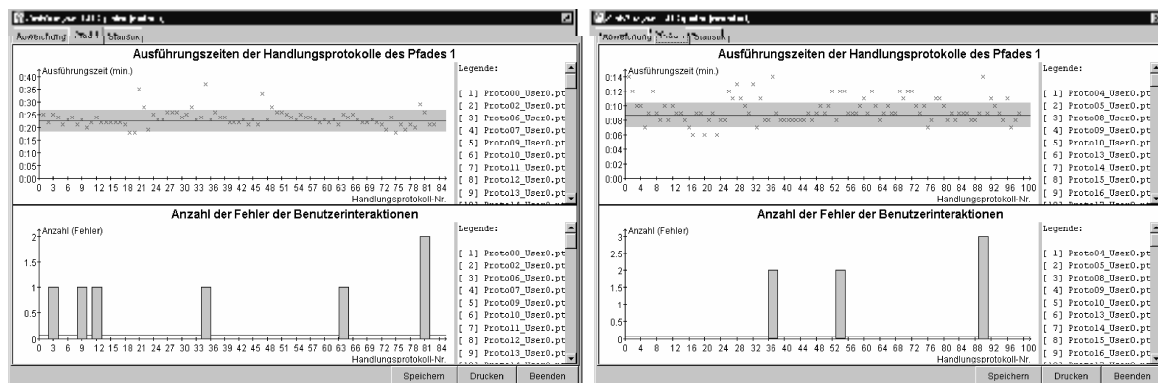 Ausführungszeiten der Handlungsprotokolle des Pfades 1
Ausführungszeit (min.)
0:40
0:35
0:30
0:25
0:20
0:15
0:10
0:05
0:00
0 3 6 9 12 15 18 21 24 27 30 33 36 39 42 45 48 51 54 57 60 63 66 69 72 75 78 81 84
Handlungsprotokoll-Nr.
Legende:
[ 1] Proto00_User0.pt
[ 2] Proto02_User0.pt
[ 3] Proto06_User0.pt
[ 4] Proto07_User0.pt
[ 5] Proto09_User0.pt
[ 6] Proto10_User0.pt
[ 7] Proto11_User0.pt
[ 8] Proto12_User0.pt
[ 9] Proto13_User0.pt
Anzahl der Fehler der Benutzerinteraktionen
Anzahl (Fehler)
2
1.5
1
0.5
0
0 3 6 9 12 15 18 21 24 27 30 33 36 39 42 45 48 51 54 57 60 63 66 69 72 75 78 81 84
Handlungsprotokoll-Nr.
Legende:
[ 1] Proto00_User0.pt
[ 2] Proto02_User0.pt
[ 3] Proto06_User0.pt
[ 4] Proto07_User0.pt
[ 5] Proto09_User0.pt
[ 6] Proto10_User0.pt
[ 7] Proto11_User0.pt
[ 8] Proto12_User0.pt
[ 9] Proto13_User0.pt
Speichern Drucken Beenden
Ausführungszeiten der Handlungsprotokolle des Pfades 1
Ausführungszeit (min.)
0:14
0:12
0:10
0:08
0:06
0:04
0:02
0:00
0 4 8 12 16 20 24 28 32 36 40 44 48 52 56 60 64 68 72 76 80 84 88 92 96 100
Handlungsprotokoll-Nr.
Legende:
[ 1] Proto04_User0.pt
[ 2] Proto05_User0.pt
[ 3] Proto08_User0.pt
[ 4] Proto09_User0.pt
[ 5] Proto10_User0.pt
[ 6] Proto13_User0.pt
[ 7] Proto14_User0.pt
[ 8] Proto15_User0.pt
[ 9] Proto16_User0.pt
Anzahl der Fehler der Benutzerinteraktionen
Anzahl (Fehler)
3
2.5
2
1.5
1
0.5
0
0 4 8 12 16 20 24 28 32 36 40 44 48 52 56 60 64 68 72 76 80 84 88 92 96 100
Handlungsprotokoll-Nr.
Legende:
[ 1] Proto04_User0.pt
[ 2] Proto05_User0.pt
[ 3] Proto08_User0.pt
[ 4] Proto09_User0.pt
[ 5] Proto10_User0.pt
[ 6] Proto13_User0.pt
[ 7] Proto14_User0.pt
[ 8] Proto15_User0.pt
[ 9] Proto16_User0.pt
Speichern Drucken Beenden